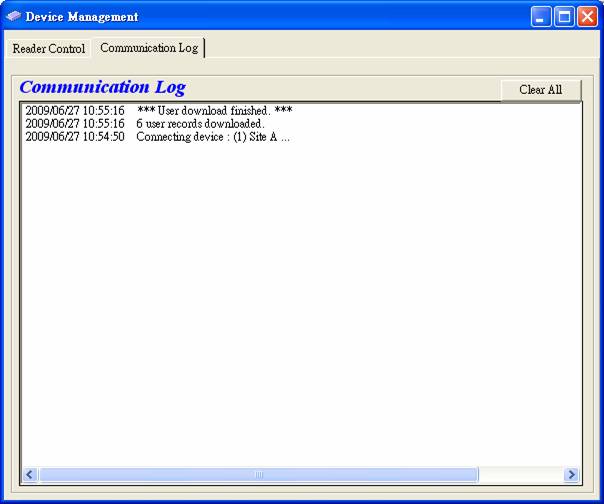 Device Management
Reader Control Communication Log
Communication Log
Clear All
2009/06/27 10:55:16 *** User download finished. ***
2009/06/27 10:55:16 6 user records downloaded.
2009/06/27 10:54:50 Connecting device : (1) Site A ...